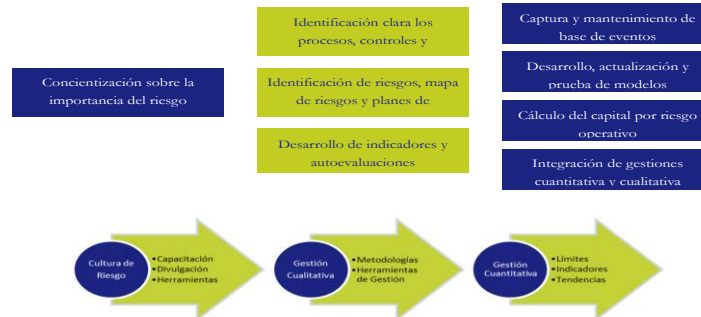 Concientización sobre la
importancia del riesgo
Identificación clara los
procesos, controles y
Identificación de riesgos, mapa
de riesgos y planes de
Desarrollo de indicadores y
autoevaluaciones
Captura y mantenimiento de
base de eventos
Desarrollo, actualización y
prueba de modelos
Cálculo del capital por riesgo
operativo
Integración de gestiones
cuantitativa y cualitativa
Cultura de
Riesgo
•Capacitación
•Divulgación
•Herramientas
Gestión
Cualitativa
•Metodologías
•Herramientas
de Gestión
Gestión
Cuantitativa
•Límites
•Indicadores
•Tendencias